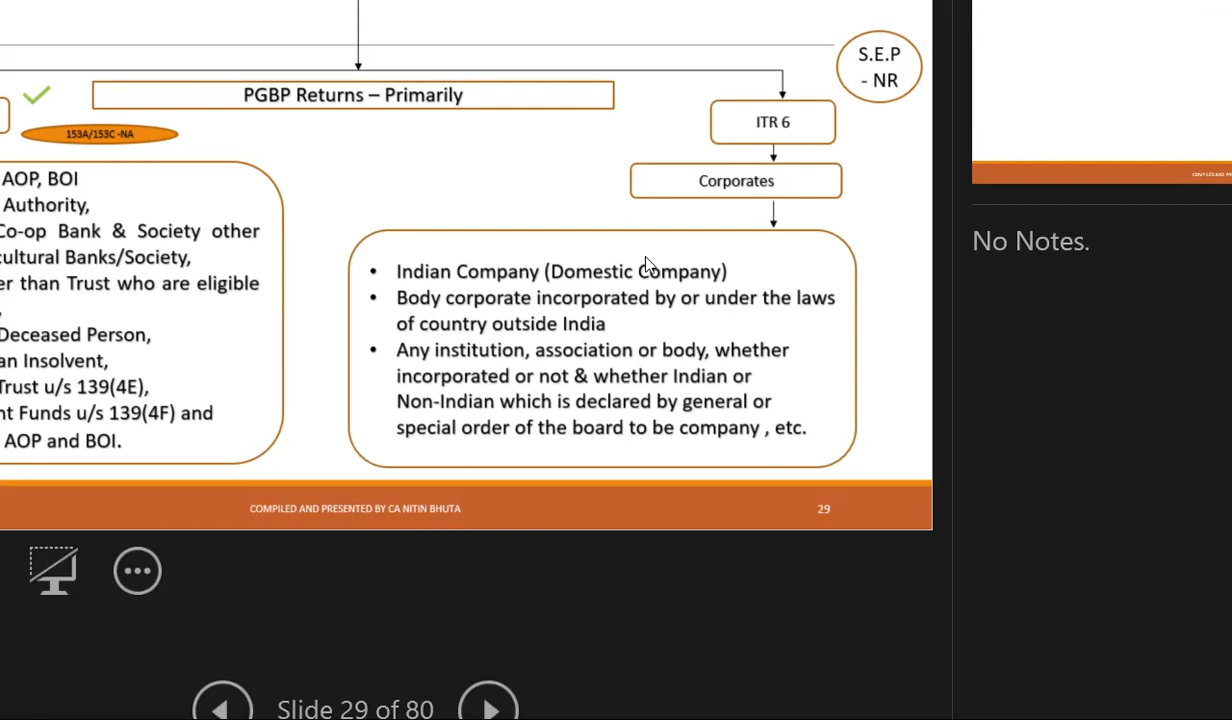 S.E.P
- NR
PGBP Returns – Primarily
153A/153C -NA
ITR 6
Corporates
AOP, BOI
Authority,
Co-op Bank & Society other
cultural Banks/Society,
er than Trust who are eligible
,
Deceased Person,
an Insolvent,
Trust u/s 139(4E),
nt Funds u/s 139(4F) and
AOP and BOI.
• Indian Company (Domestic Company)
• Body corporate incorporated by or under the laws
of country outside India
• Any institution, association or body, whether
incorporated or not & whether Indian or
Non-Indian which is declared by general or
special order of the board to be company , etc.
COMPILED AND PRESENTED BY CA NITIN BHUTA
29
No Notes.
Slide 29 of 80